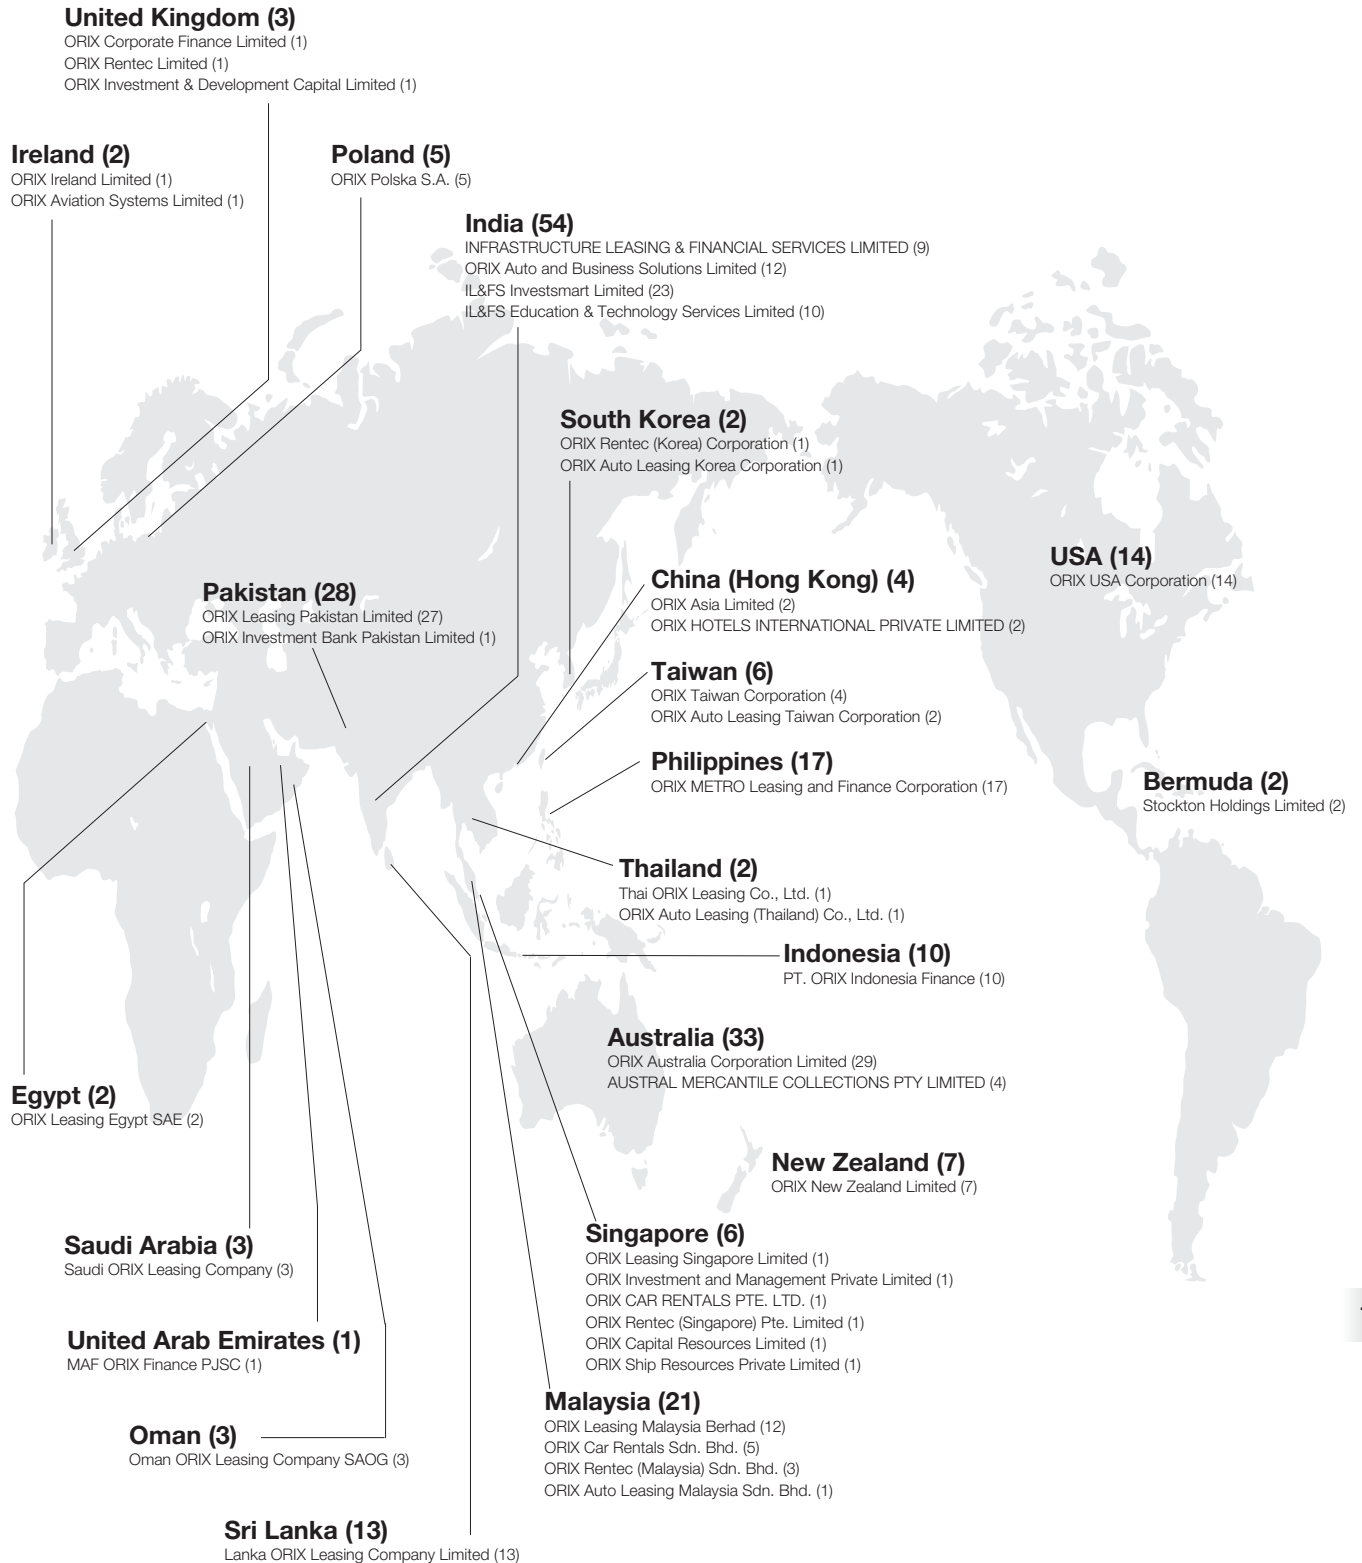 United Kingdom (3)
ORIX Corporate Finance Limited (1)
ORIX Rentec Limited (1)
ORIX Investment & Development Capital Limited (1)
Ireland (2)
ORIX Ireland Limited (1)
ORIX Aviation Systems Limited (1)
Poland (5)
ORIX Polska S.A. (5)
India (54)
INFRASTRUCTURE LEASING & FINANCIAL SERVICES LIMITED (9)
ORIX Auto and Business Solutions Limited (12)
IL&FS Investsmart Limited (23)
IL&FS Education & Technology Services Limited (10)
South Korea (2)
ORIX Rentec (Korea) Corporation (1)
ORIX Auto Leasing Korea Corporation (1)
USA (14)
ORIX USA Corporation (14)
Pakistan (28)
ORIX Leasing Pakistan Limited (27)
ORIX Investment Bank Pakistan Limited (1)
China (Hong Kong) (4)
ORIX Asia Limited (2)
ORIX HOTELS INTERNATIONAL PRIVATE LIMITED (2)
Taiwan (6)
ORIX Taiwan Corporation (4)
ORIX Auto Leasing Taiwan Corporation (2)
Philippines (17)
ORIX METRO Leasing and Finance Corporation (17)
Bermuda (2)
Stockton Holdings Limited (2)
Thailand (2)
Thai ORIX Leasing Co., Ltd. (1)
ORIX Auto Leasing (Thailand) Co., Ltd. (1)
Indonesia (10)
PT. ORIX Indonesia Finance (10)
Australia (33)
ORIX Australia Corporation Limited (29)
AUSTRAL MERCANTILE COLLECTIONS PTY LIMITED (4)
Egypt (2)
ORIX Leasing Egypt SAE (2)
New Zealand (7)
ORIX New Zealand Limited (7)
Singapore (6)
ORIX Leasing Singapore Limited (1)
ORIX Investment and Management Private Limited (1)
ORIX CAR RENTALS PTE. LTD. (1)
ORIX Rentec (Singapore) Pte. Limited (1)
ORIX Capital Resources Limited (1)
ORIX Ship Resources Private Limited (1)
Saudi Arabia (3)
Saudi ORIX Leasing Company (3)
United Arab Emirates (1)
MAF ORIX Finance PJSC (1)
Malaysia (21)
ORIX Leasing Malaysia Berhad (12)
ORIX Car Rentals Sdn. Bhd. (5)
ORIX Rentec (Malaysia) Sdn. Bhd. (3)
ORIX Auto Leasing Malaysia Sdn. Bhd. (1)
Oman (3)
Oman ORIX Leasing Company SAOG (3)
Sri Lanka (13)
Lanka ORIX Leasing Company Limited (13)